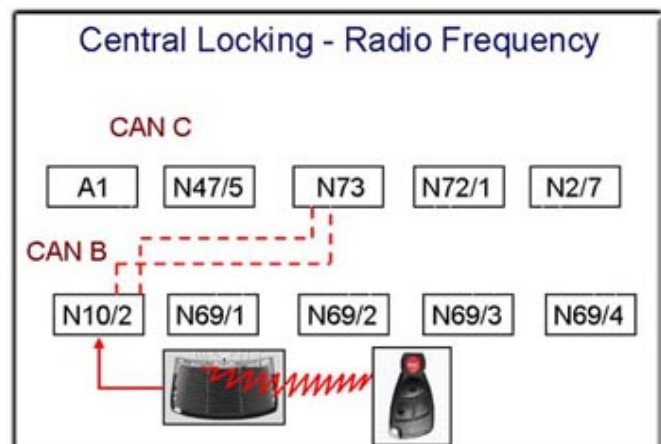 Central Locking - Radio Frequency
CAN C
A1 N47/5 N73 N72/1 N2/7
CAN B
N10/2 N69/1 N69/2 N69/3 N69/4